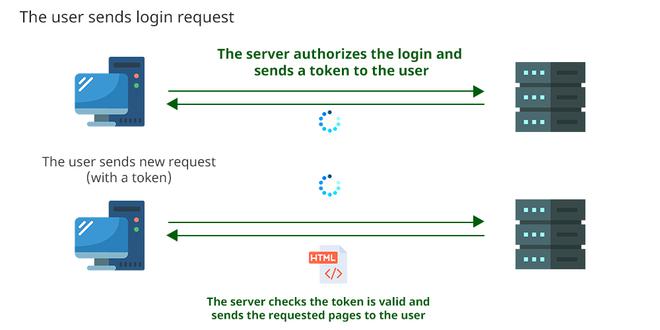 The user sends login request
The server authorizes the login and
sends a token to the user
The user sends new request
(with a token)
HTML
</>
The server checks the token is valid and
sends the requested pages to the user